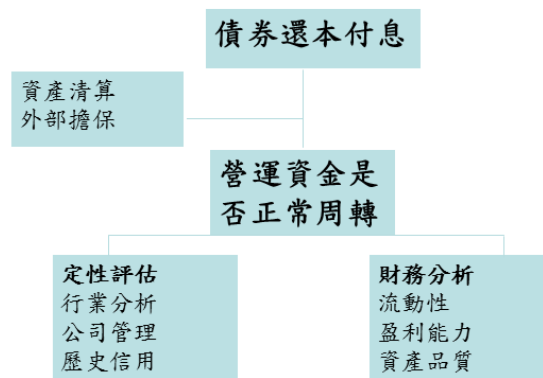 債券還本付息
資產清算
外部擔保
營運資金是
否正常周轉
定性評估
行業分析
公司管理
歷史信用
財務分析
流動性
盈利能力
資產品質